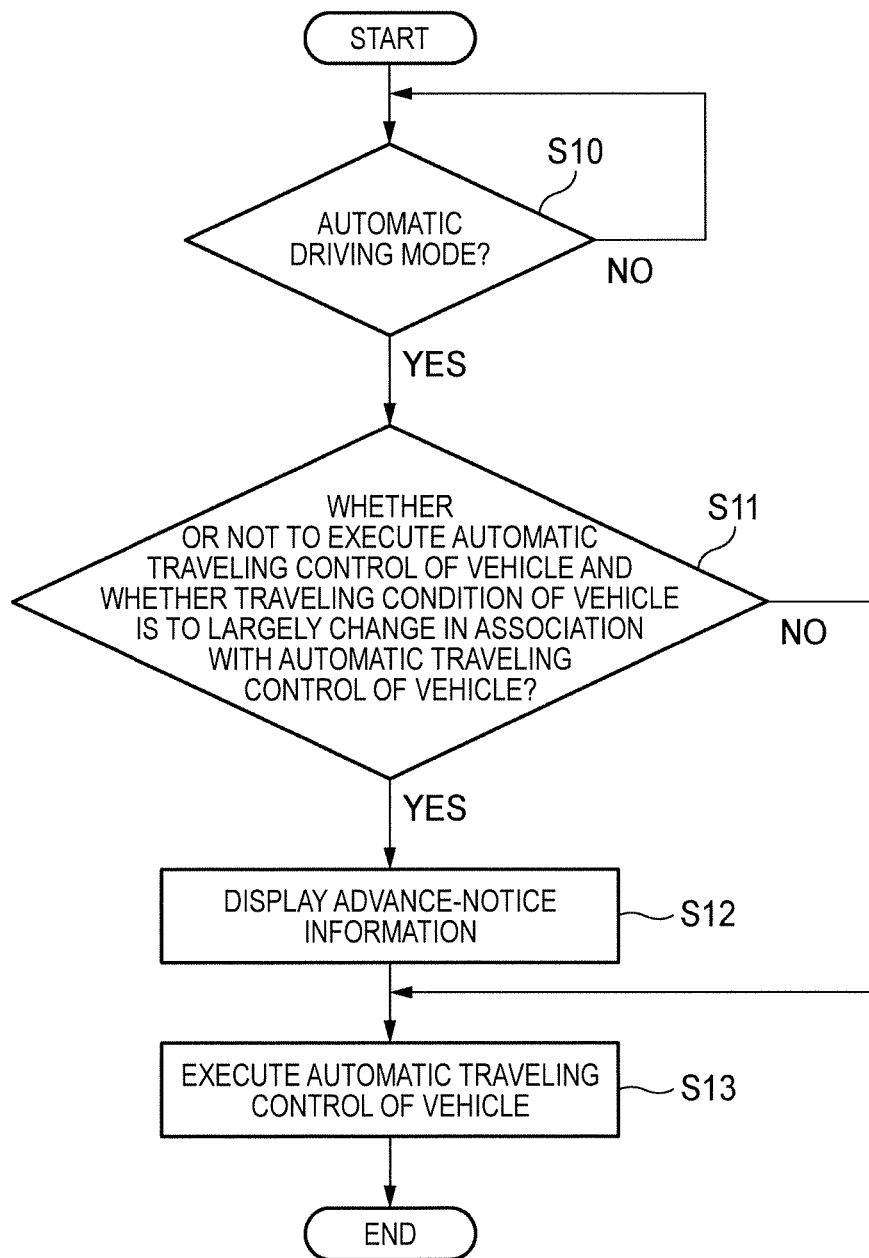 START
S10
AUTOMATIC
DRIVING MODE?
NO
YES
WHETHER
OR NOT TO EXECUTE AUTOMATIC
TRAVELING CONTROL OF VEHICLE AND
WHETHER TRAVELING CONDITION OF VEHICLE
IS TO LARGELY CHANGE IN ASSOCIATION
WITH AUTOMATIC TRAVELING
CONTROL OF VEHICLE?
S11
NO
YES
DISPLAY ADVANCE-NOTICE
INFORMATION
S12
EXECUTE AUTOMATIC TRAVELING
CONTROL OF VEHICLE
S13
END